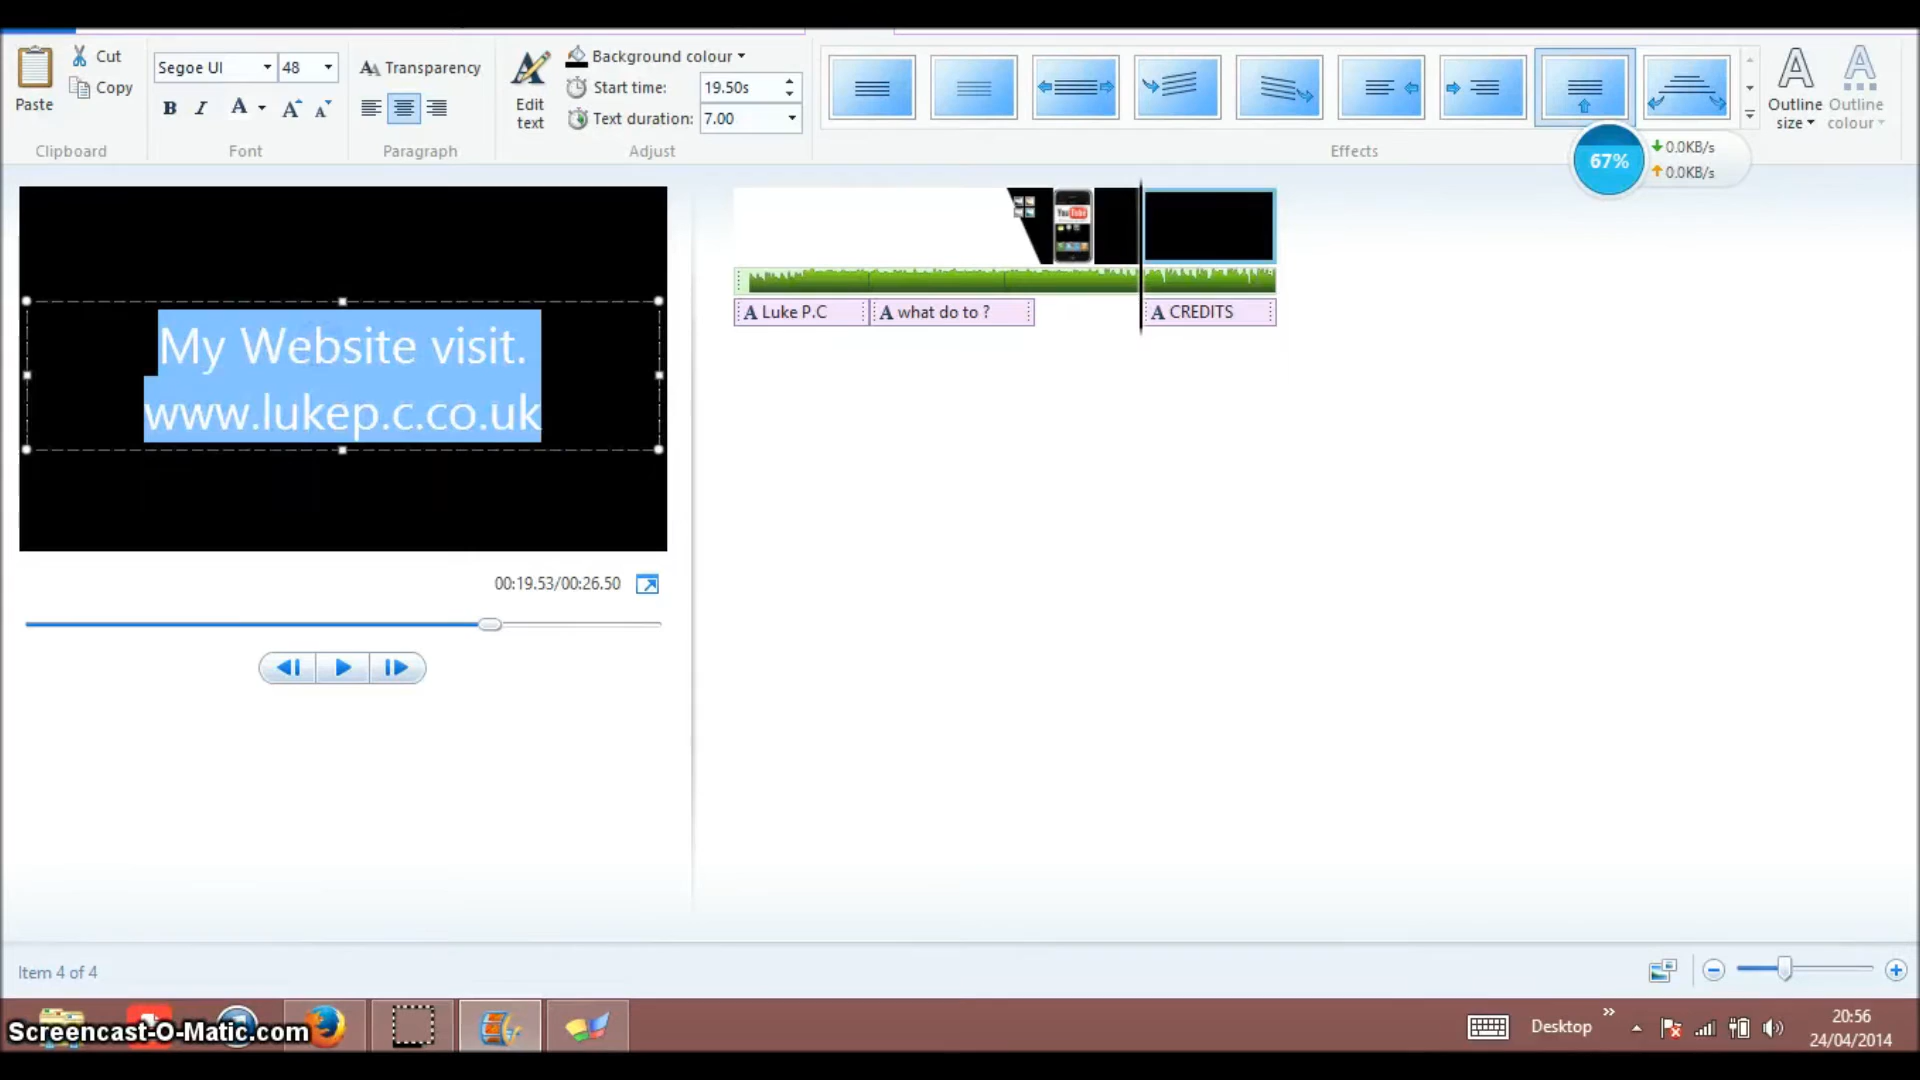 Paste
Cut
Copy
Clipboard
Segoe UI
48
B I A A A
Font
Transparency
Paragraph
Edit
text
Background colour
Start time: 19.50s
Text duration: 7.00
Adjust
Effects
Outline
size
Outline
colour
67%
0.0KB/s
0.0KB/s
My Website visit.
www.lukep.c.co.uk
00:19.53/00:26.50
YouTube
A Luke P.C
A what do to ?
A CREDITS
Item 4 of 4
Screencast-O-Matic.com
Desktop
20:56
24/04/2014